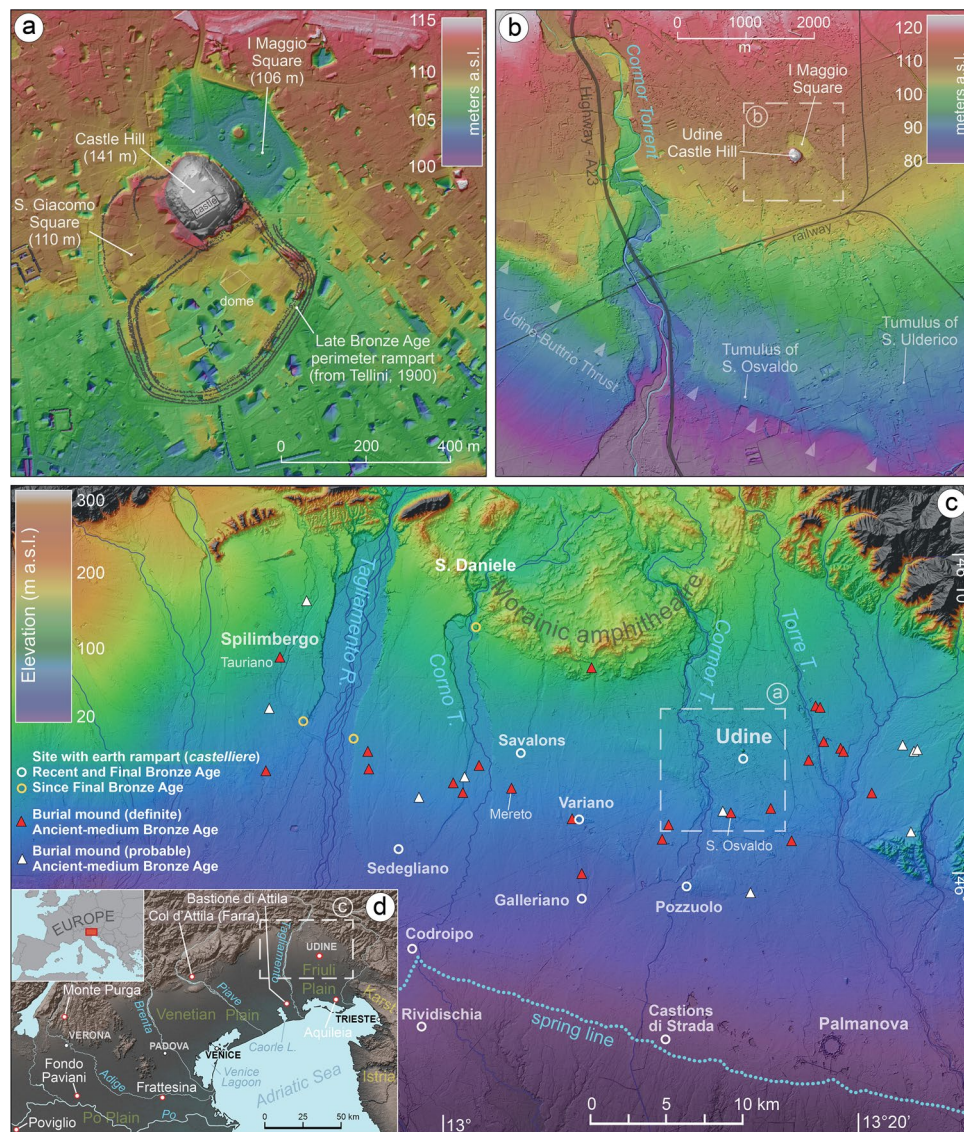 a
I Maggio
Square
(106 m)
Castle Hill
(141 m)
castle
S. Giacomo
Square
(110 m)
dome
Late Bronze Age
perimeter rampart
(from Tellini, 1900)
0 200 400 m
115
110
105
100
meters a.s.l.
b
0 1000 2000
m
Highway A23
Cormor Torrent
I Maggio
Square
b
Udine
Castle Hill
railway
Udine-Buttrio Thrust
Tumulus of
S. Osvaldo
Tumulus of
S. Ulderico
120
110
100
90
80
meters a.s.l.
c
300
200
100
20
Elevation (m a.s.l.)
S. Daniele
Morainic amphitheatre
Tagliamento R.
Spilimbergo
Tauriano
Corno T.
Cormor T.
Torre T.
46°10'
a
Udine
Savalons
Mereto
Variano
S. Osvaldo
Sedegliano
Galleriano
Pozzuolo
46°
Codroipo
Rividischia
spring line
Castions
di Strada
Palmanova
0 5 10 km
13°
13°20'
Site with earth rampart (castelliere)
Recent and Final Bronze Age
Since Final Bronze Age
Burial mound (definite)
Ancient-medium Bronze Age
Burial mound (probable)
Ancient-medium Bronze Age
d
EUROPE
Bastione di Attila
Col d'Attila (Farra)
c
Tagliamento
UDINE
Friuli
Plain
Karst
Monte Purga
Brenta
Piave
Venetian Plain
Aquileia
TRIESTE
VERONA
PADOVA
VENICE
Caorle L.
Venice
Lagoon
Adriatic Sea
Istria
Fondo
Paviani
Adige
Frattesina
Poviglio
Po Plain
Po
0 25 50 km